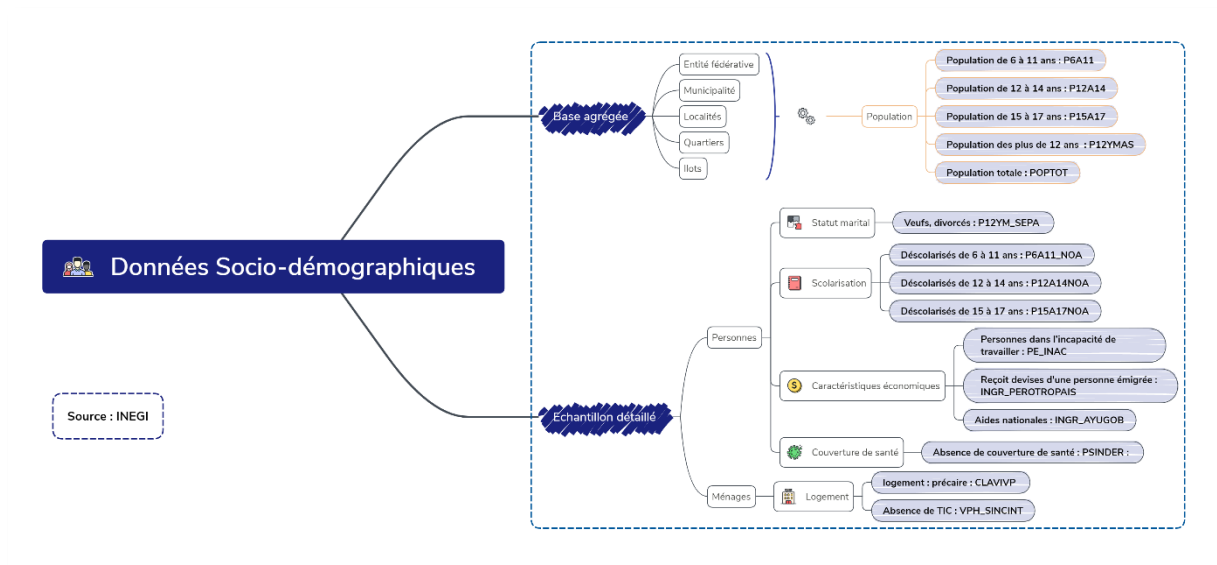 Données Socio-démographiques
Source : INEGI
Base agrégée
Entité fédérative
Municipalité
Localités
Quartiers
Ilots
Population
Population de 6 à 11 ans : P6A11
Population de 12 à 14 ans : P12A14
Population de 15 à 17 ans : P15A17
Population des plus de 12 ans : P12YMAS
Population totale : POPTOT
Echantillon détaillé
Personnes
Statut marital
Veufs, divorcés : P12YM_SEPA
Scolarisation
Déscolarisés de 6 à 11 ans : P6A11_NOA
Déscolarisés de 12 à 14 ans : P12A14NOA
Déscolarisés de 15 à 17 ans : P15A17NOA
Caractéristiques économiques
Personnes dans l'incapacité de
travailler : PE_INAC
Reçoit devises d'une personne émigrée :
INGR_PEROTROPAIS
Aides nationales : INGR_AYUGOB
Couverture de santé
Absence de couverture de santé : PSINDER :
Ménages
Logement
logement : précaire : CLAVIVP
Absence de TIC : VPH_SINCINT